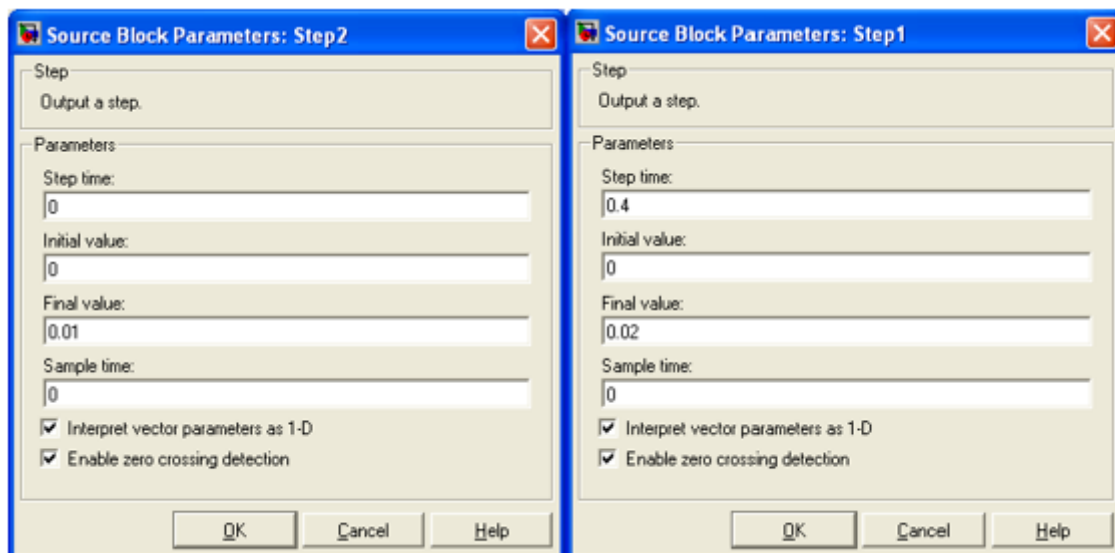 Source Block Parameters: Step2
Step
Output a step.
Parameters
Step time:
0
Initial value:
0
Final value:
0.01
Sample time:
0
Interpret vector parameters as 1-D
Enable zero crossing detection
OK
Cancel
Help
Source Block Parameters: Step1
Step
Output a step.
Parameters
Step time:
0.4
Initial value:
0
Final value:
0.02
Sample time:
0
Interpret vector parameters as 1-D
Enable zero crossing detection
OK
Cancel
Help